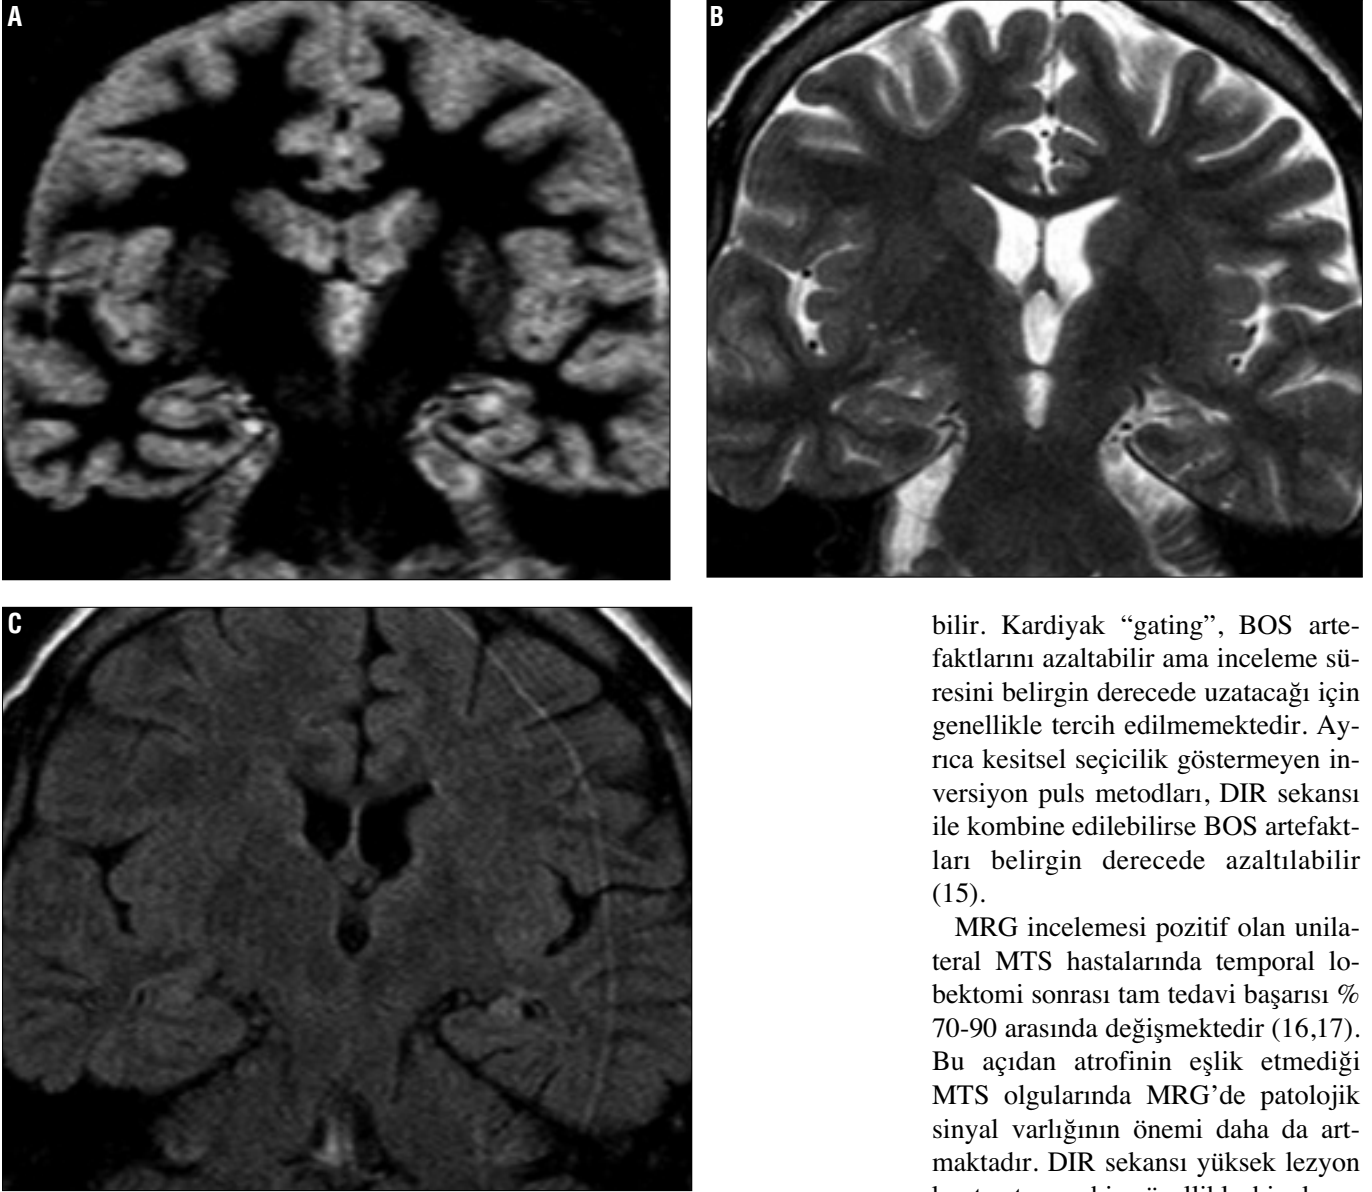 A
B
C
bilir. Kardiyak “gating”, BOS arte-
faktlarını azaltabilir ama inceleme sü-
resini belirgin derecede uzatacağı için
genellikle tercih edilmemektedir. Ay-
rıca kesitsel seçicilik göstermeyen in-
versiyon puls metodları, DIR sekansı
ile kombine edilebilirse BOS artefakt-
ları belirgin derecede azaltılabilir
(15).
MRG incelemesi pozitif olan unila-
teral MTS hastalarında temporal lo-
bektomi sonrası tam tedavi başarısı %
70-90 arasında değişmektedir (16,17).
Bu açıdan atrofinin eşlik etmediği
MTS olgularında MRG’de patolojik
sinyal varlığının önemi daha da art-
maktadır. DIR sekansı yüksek lezyon